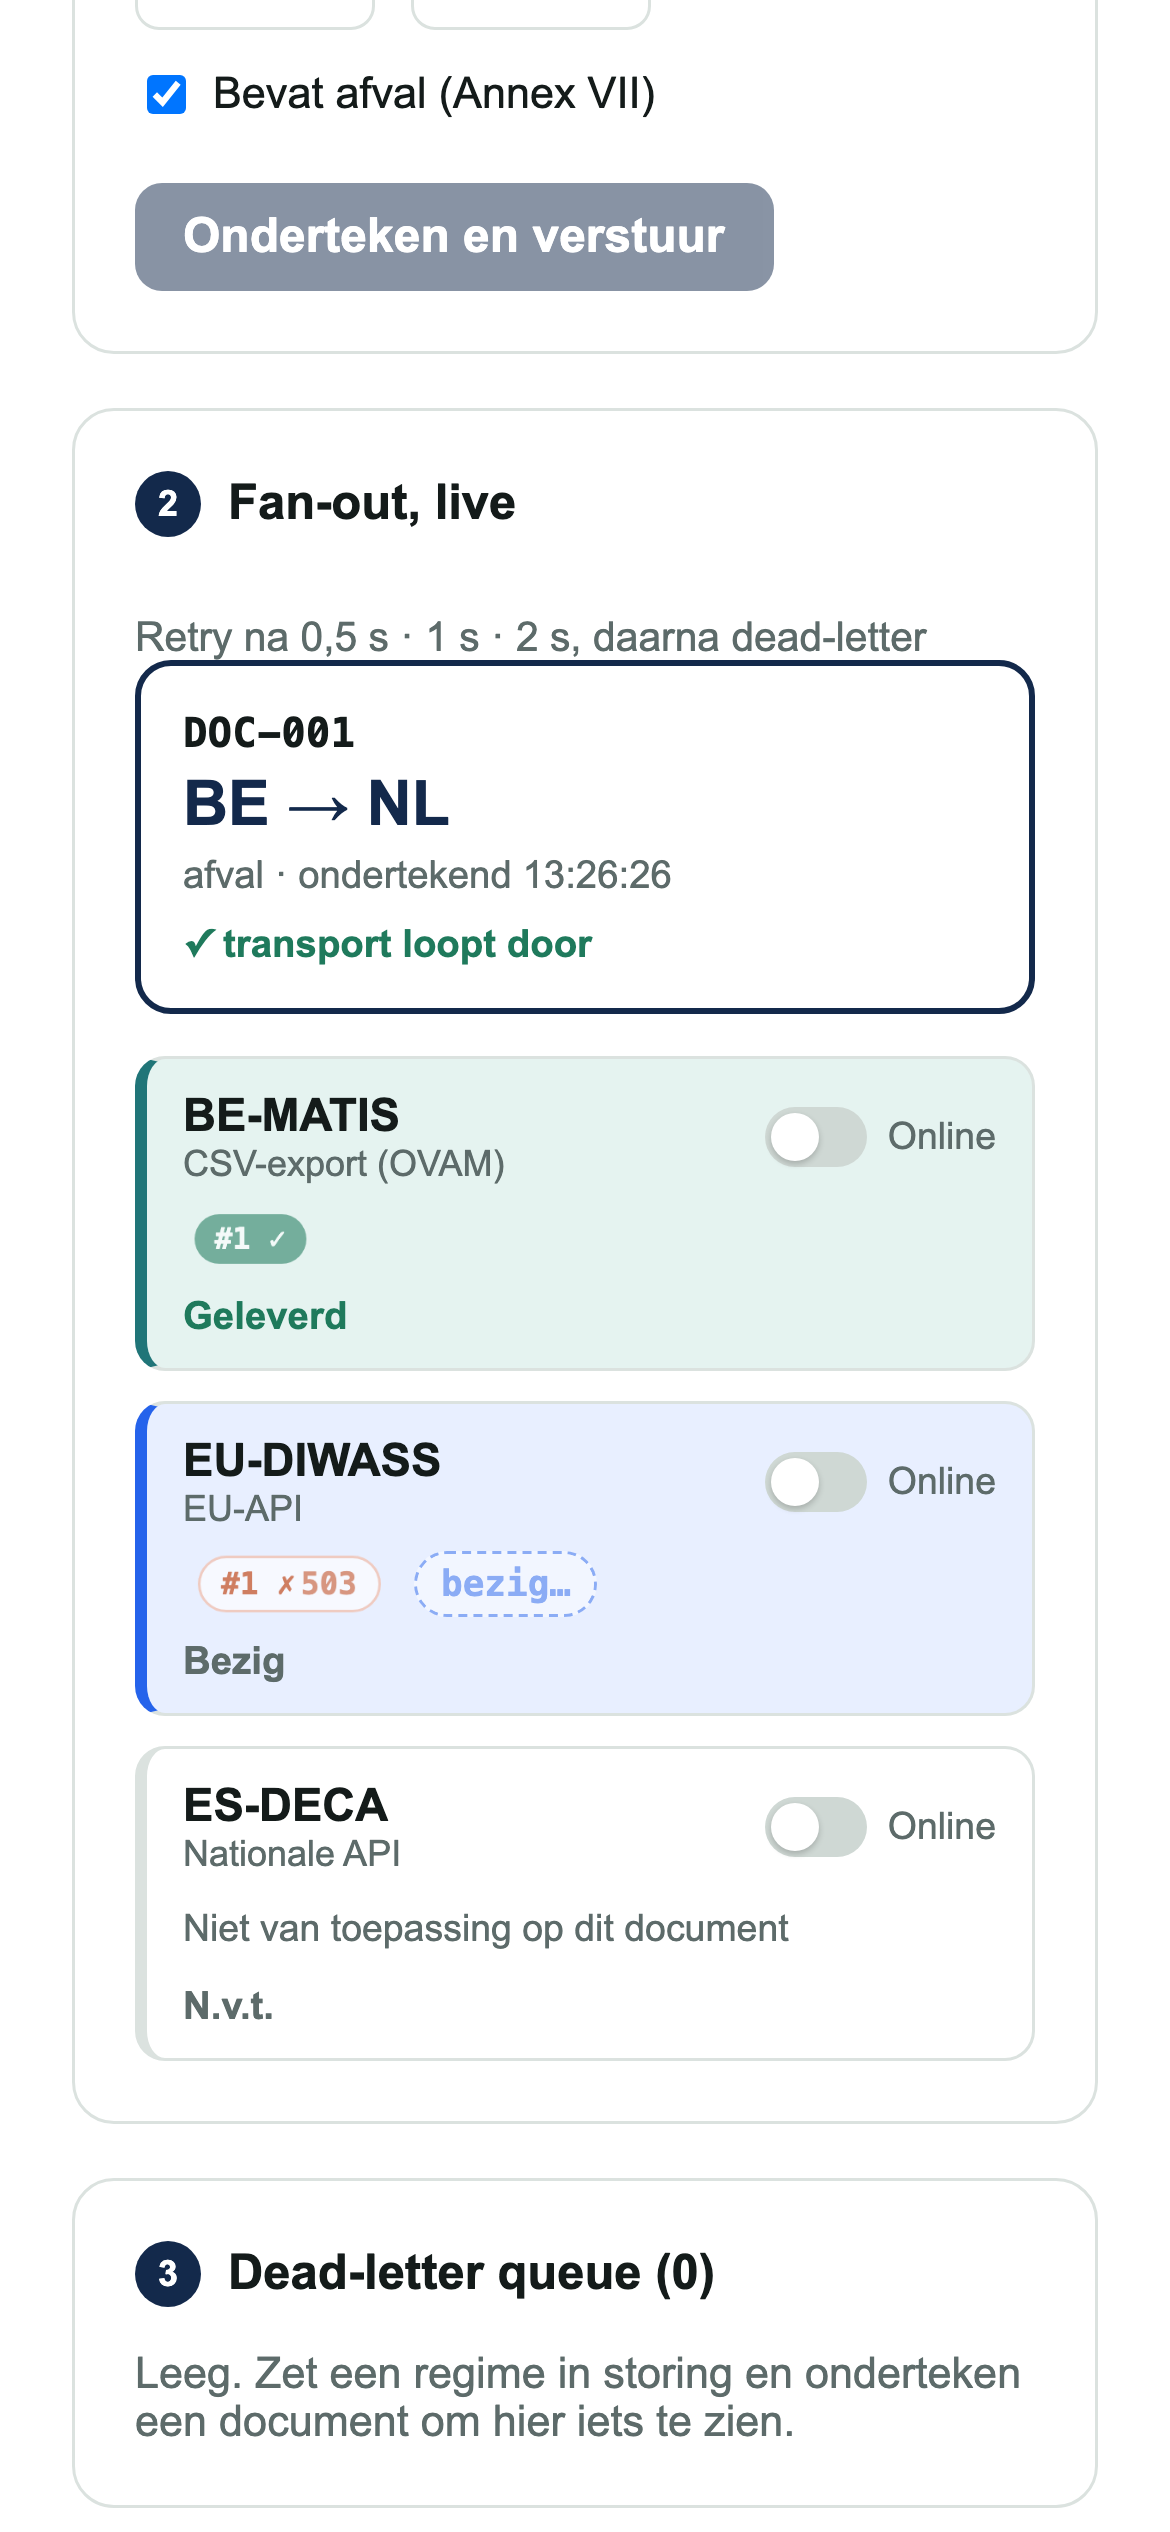 Bevat afval (Annex VII)
Onderteken en verstuur
2 Fan-out, live
Retry na 0,5 s · 1 s · 2 s, daarna dead-letter
DOC-001
BE → NL
afval · ondertekend 13:26:26
✓ transport loopt door
BE-MATIS
CSV-export (OVAM)
Online
#1 ✓
Geleverd
EU-DIWASS
EU-API
Online
#1 ✗ 503 bezig…
Bezig
ES-DECA
Nationale API
Online
Niet van toepassing op dit document
N.v.t.
3 Dead-letter queue (0)
Leeg. Zet een regime in storing en onderteken
een document om hier iets te zien.